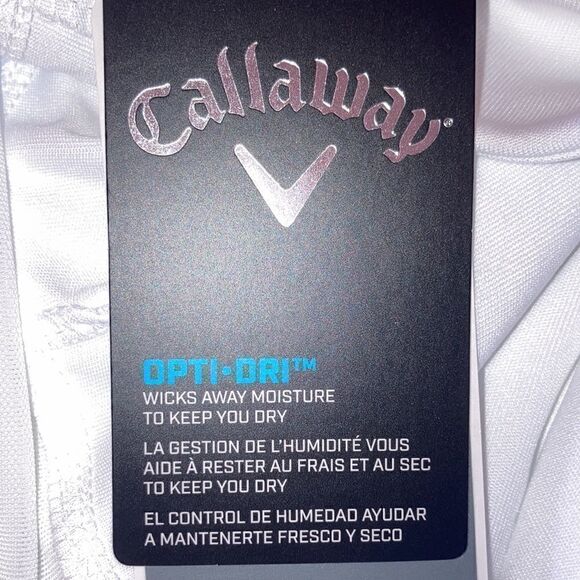 Callaway®
OPTI•DRI™
WICKS AWAY MOISTURE
TO KEEP YOU DRY
LA GESTION DE L'HUMIDITÉ VOUS
AIDE À RESTER AU FRAIS ET AU SEC
TO KEEP YOU DRY
EL CONTROL DE HUMEDAD AYUDAR
A MANTENERTE FRESCO Y SECO